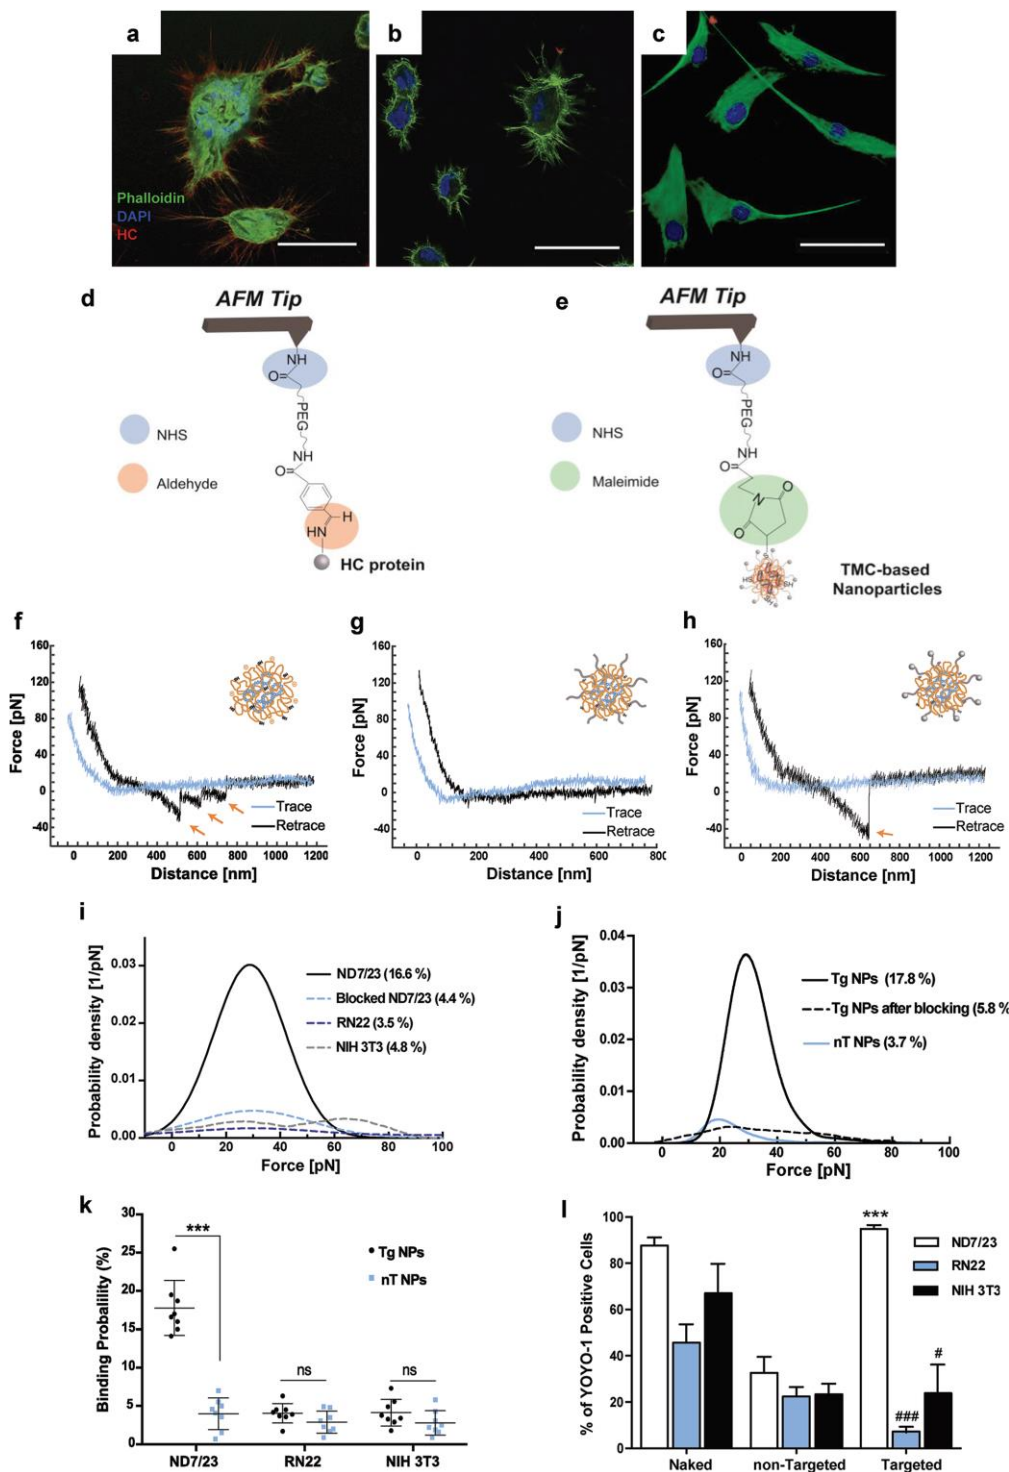 a
b
c
Phalloidin
DAPI
HC
d
AFM Tip
NH
O
PEG
NH
O
H
HN
HC protein
NHS
Aldehyde
e
AFM Tip
NH
O
PEG
NH
O
N
O
O
S
HS
SH
TMC-based
Nanoparticles
NHS
Maleimide
f
160
120
80
40
0
-40
Force [pN]
Trace
Retrace
0 200 400 600 800 1000 1200
Distance [nm]
g
160
120
80
40
0
-40
Force [pN]
Trace
Retrace
0 200 400 600 800
Distance [nm]
h
160
120
80
40
0
-40
Force [pN]
Trace
Retrace
0 200 400 600 800 1000 1200
Distance [nm]
i
Probability density [1/pN]
0.03
0.02
0.01
0.00
ND7/23 (16.6 %)
Blocked ND7/23 (4.4 %)
RN22 (3.5 %)
NIH 3T3 (4.8 %)
0 20 40 60 80 100
Force [pN]
j
Probability density [1/pN]
0.04
0.03
0.02
0.01
0.00
Tg NPs (17.8 %)
Tg NPs after blocking (5.8 %
nT NPs (3.7 %)
0 20 40 60 80 100
Force [pN]
k
Binding Probalility (%)
30
25
20
15
10
5
0
***
ns
ns
Tg NPs
nT NPs
ND7/23 RN22 NIH 3T3
l
% of YOYO-1 Positive Cells
100
80
60
40
20
0
***
###
#
ND7/23
RN22
NIH 3T3
Naked non-Targeted Targeted